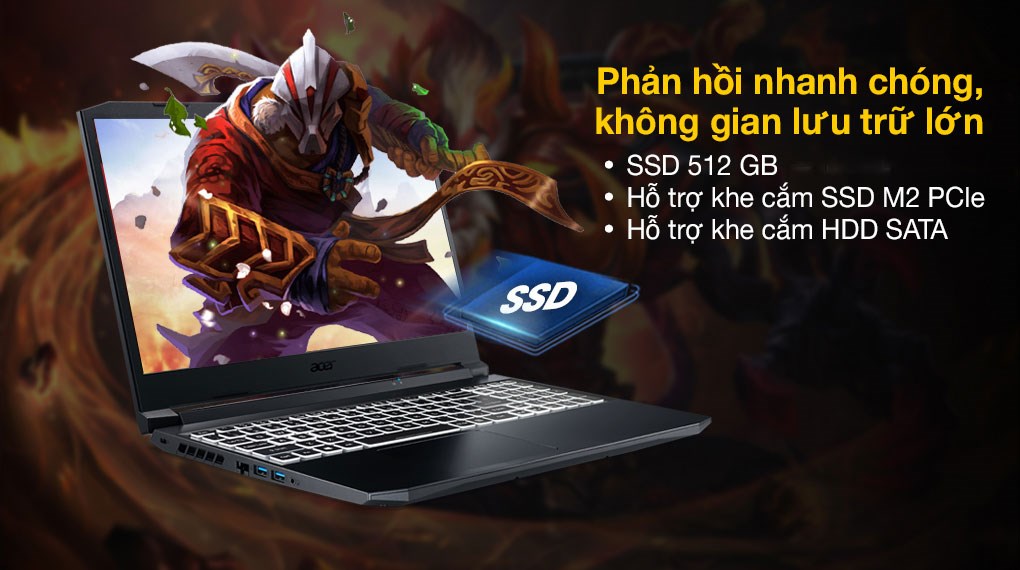 Phản hồi nhanh chóng,
không gian lưu trữ lớn
• SSD 512 GB
• Hỗ trợ khe cắm SSD M2 PCIe
• Hỗ trợ khe cắm HDD SATA
SSD
acer